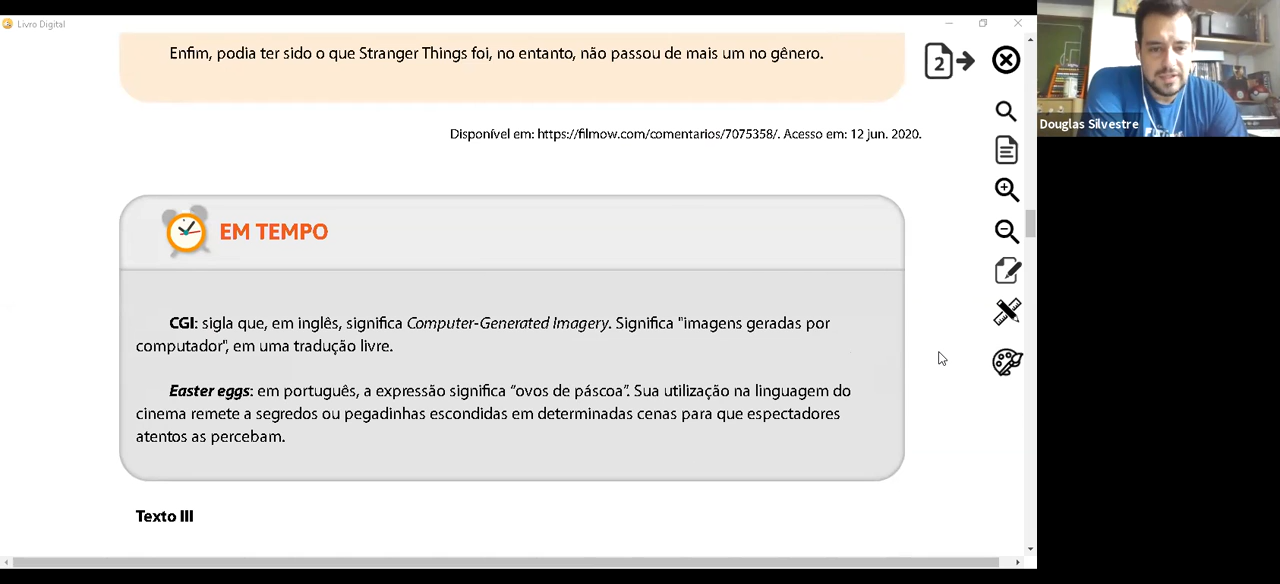 Livro Digital
Enfim, podia ter sido o que Stranger Things foi, no entanto, não passou de mais um no gênero.
2
Douglas Silvestre
Disponível em: https://filmow.com/comentarios/7075358/. Acesso em: 12 jun. 2020.
EM TEMPO
CGI: sigla que, em inglês, significa Computer-Generated Imagery. Significa "imagens geradas por
computador", em uma tradução livre.
Easter eggs: em português, a expressão significa “ovos de páscoa”. Sua utilização na linguagem do
cinema remete a segredos ou pegadinhas escondidas em determinadas cenas para que espectadores
atentos as percebam.
Texto III